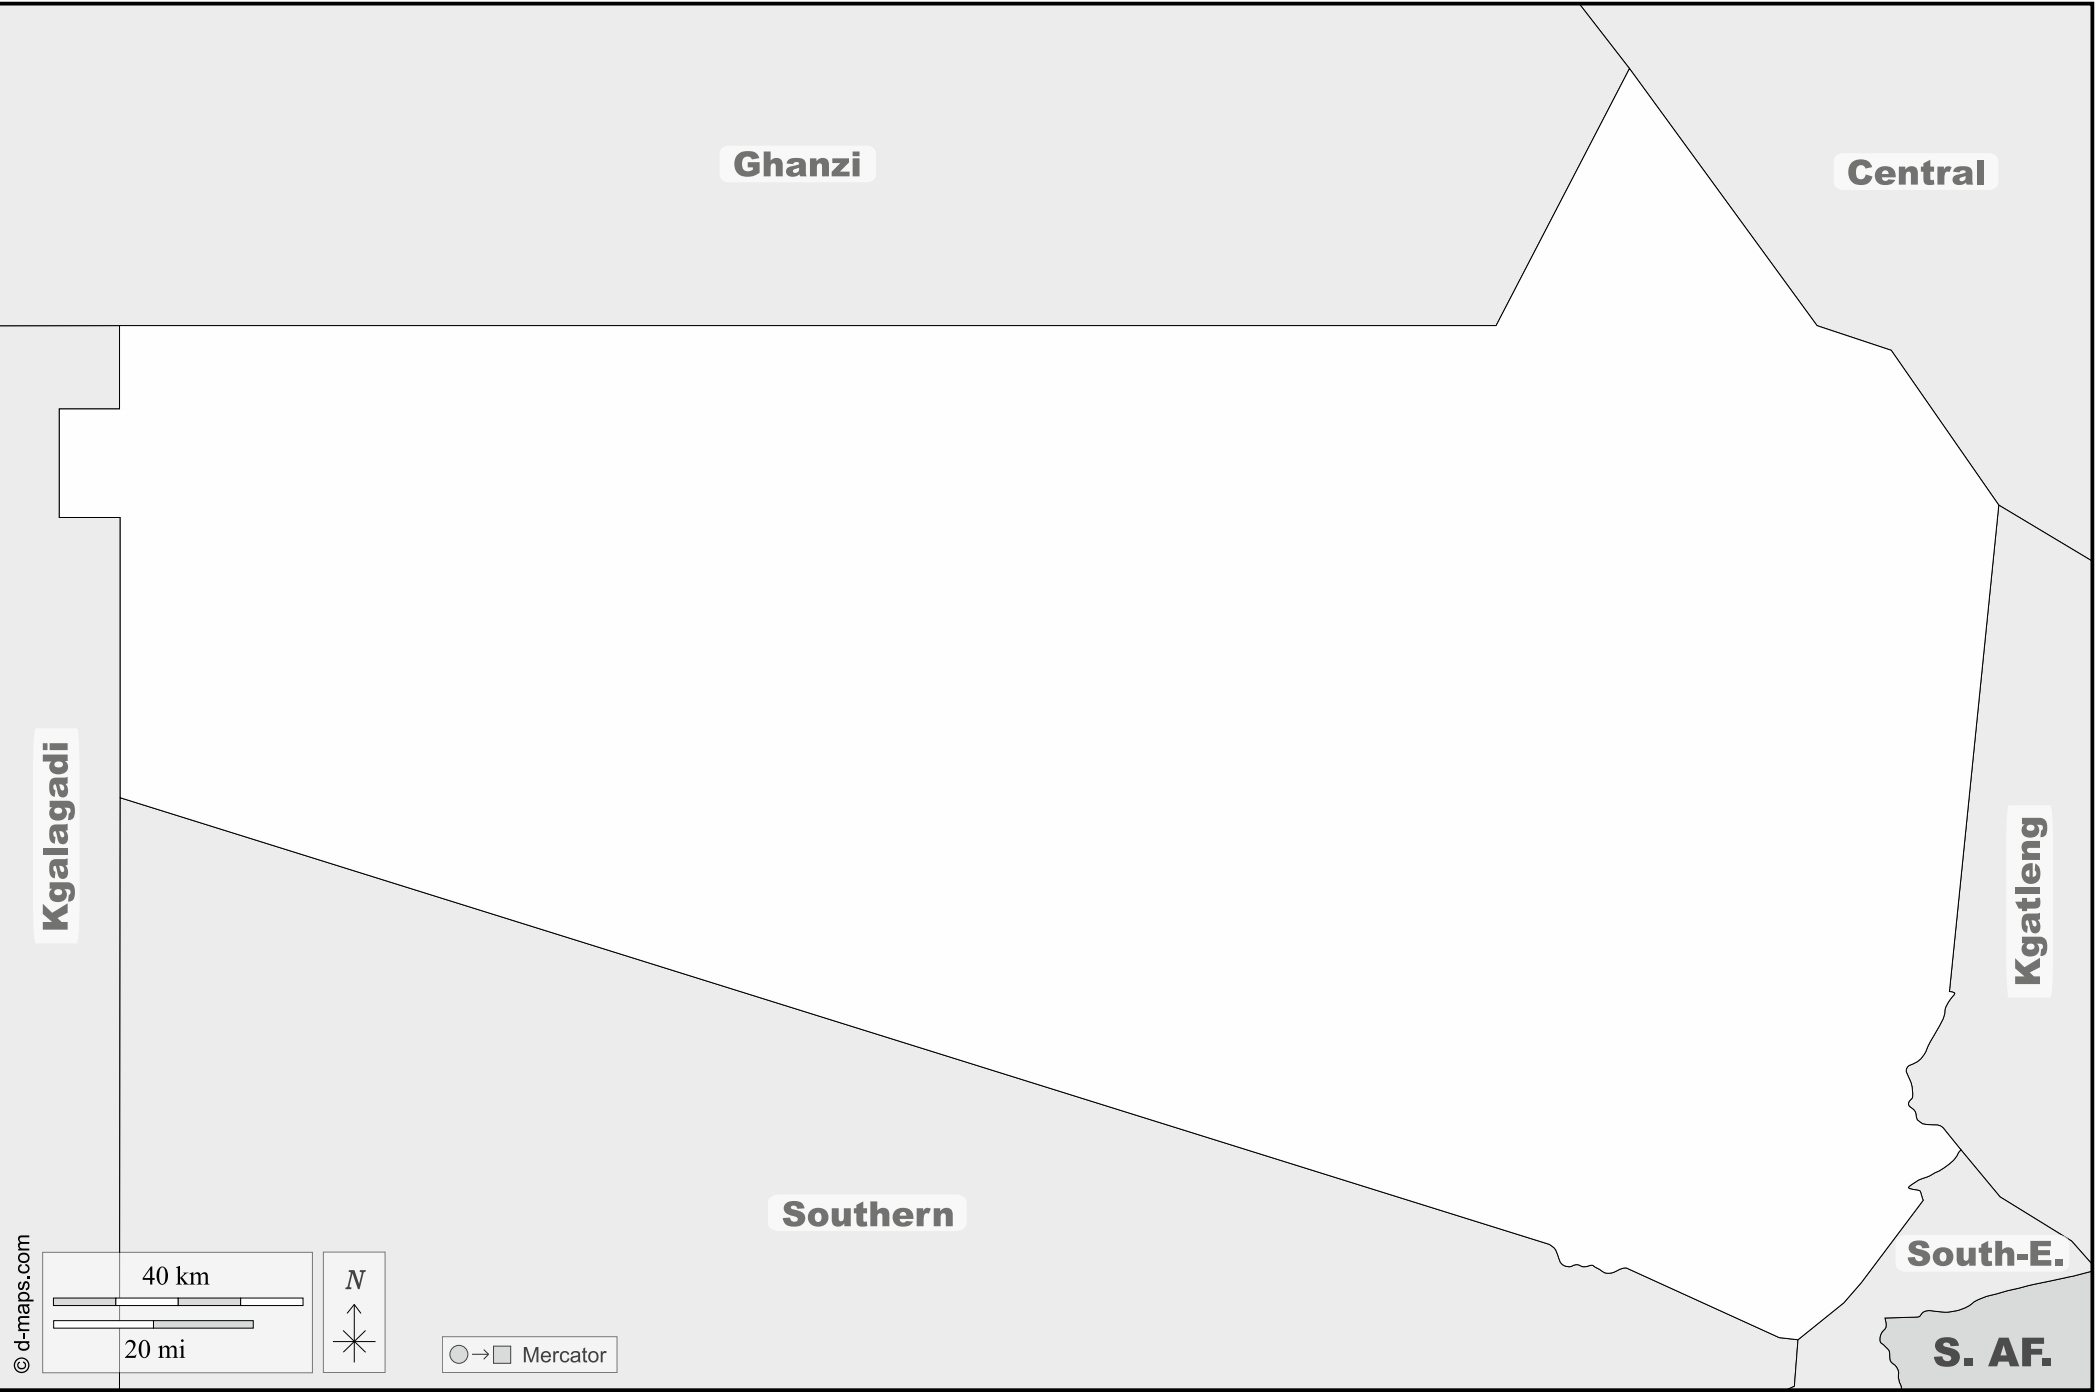 Ghanzi
Central
Kgalagadi
Kgatleng
Southern
South-E.
S. AF.
© d-maps.com
40 km
20 mi
N
Mercator